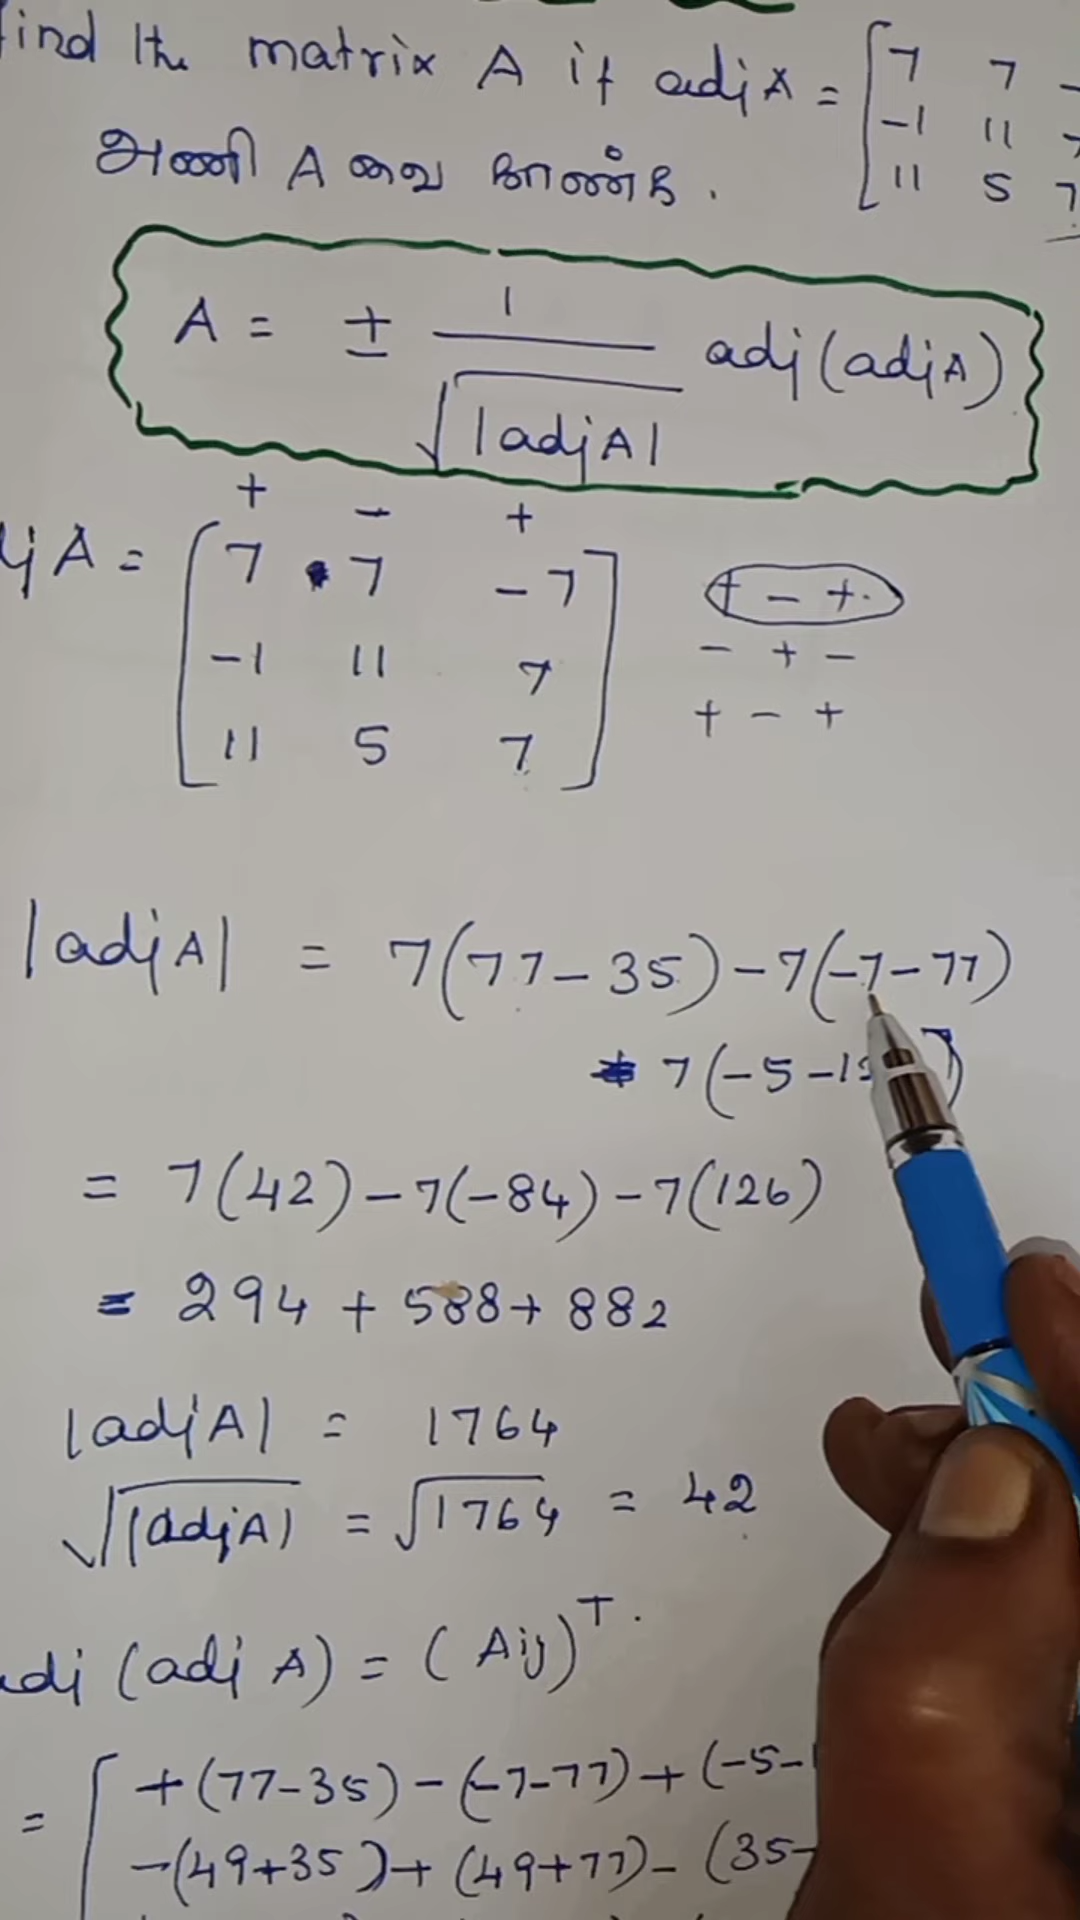 find the matrix A if adj A = [7 7 -
-1 11
11 5 7
அணி A வை காண்க.
A = ± 1/√|adj A| adj(adj A)
+ - +
j A = [7 7 -7
-1 11 7
11 5 7]
+ - +
- + -
+ - +
|adj A| = 7(77-35) - 7(-7-77)
7(-5-
= 7(42) - 7(-84) - 7(126)
= 294 + 588 + 882
|adj A| = 1764
√|adj A| = √1764 = 42
adj (adj A) = (Aij)^T.
= [+(77-35) -(-7-77) + (-5-
-(49+35) + (49+77) - (35-